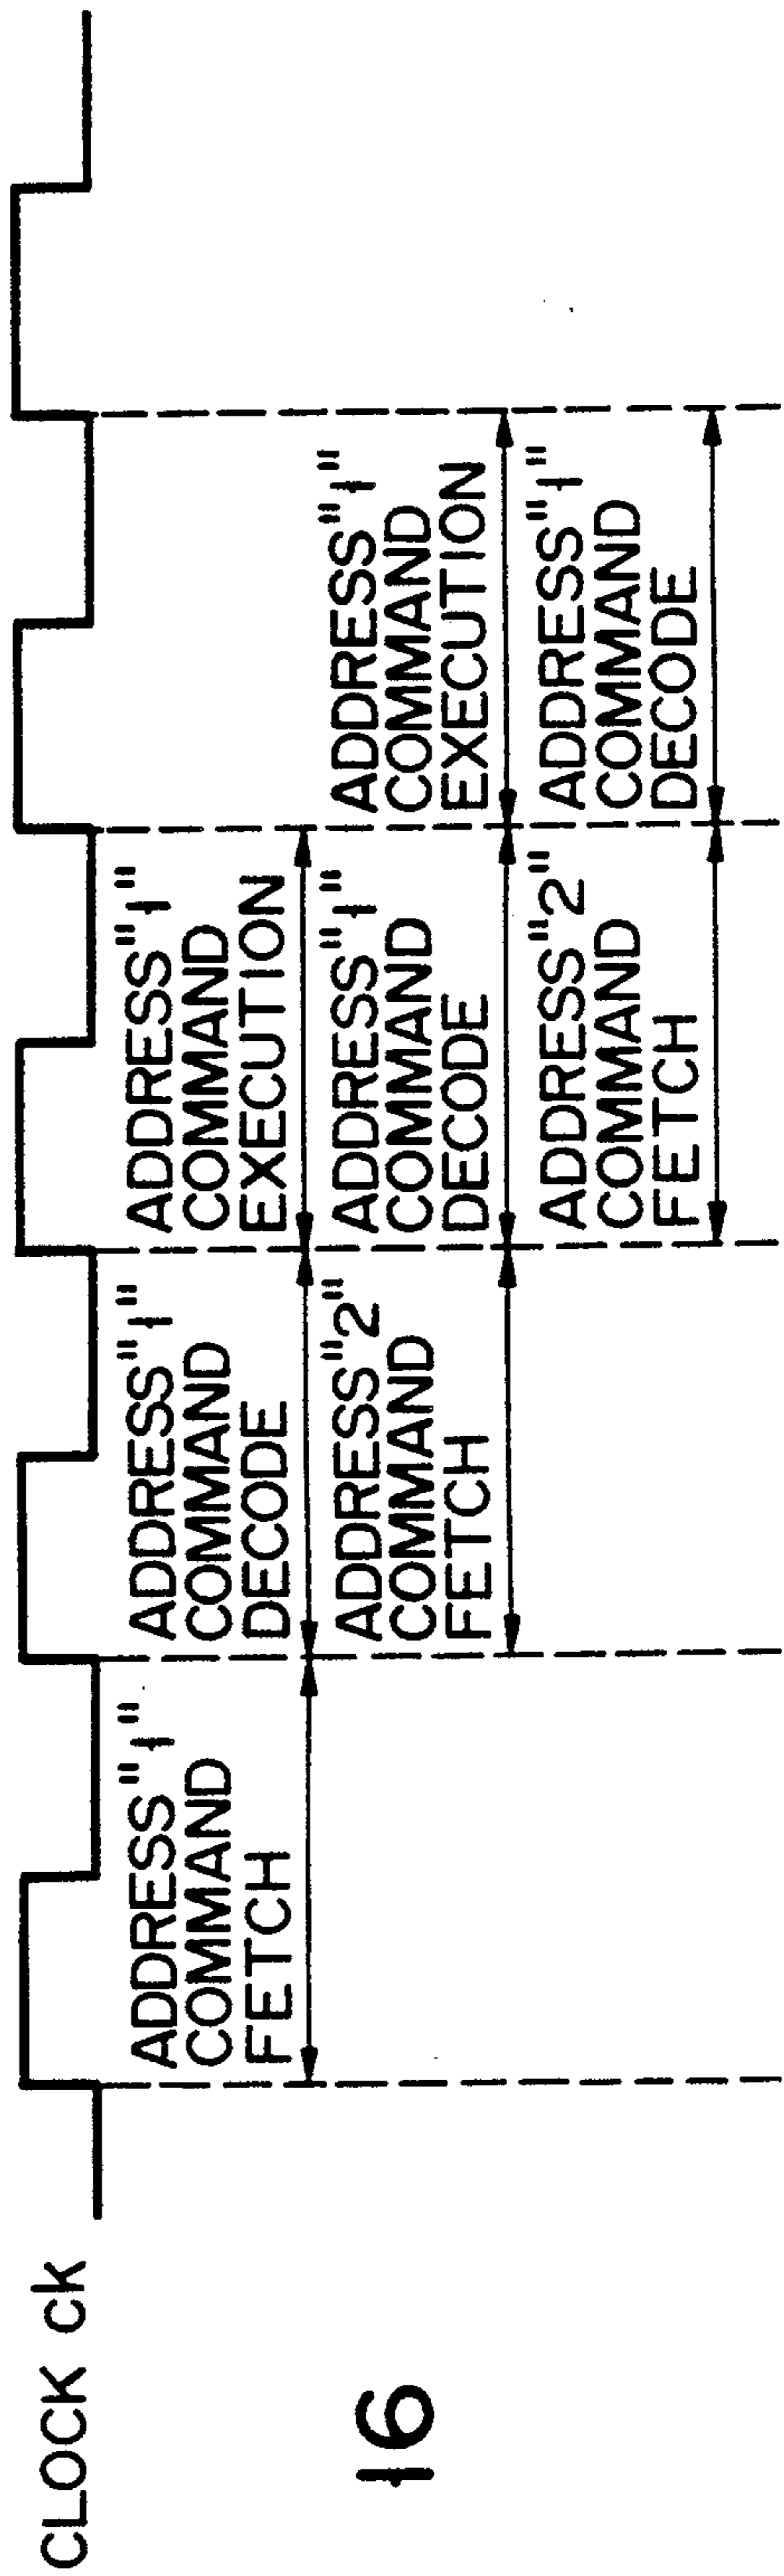 CLOCK ck
ADDRESS"1"
COMMAND
FETCH
ADDRESS"1"
COMMAND
DECODE
ADDRESS"1"
COMMAND
EXECUTION
ADDRESS"2"
COMMAND
FETCH
ADDRESS"1"
COMMAND
DECODE
ADDRESS"1"
COMMAND
EXECUTION
ADDRESS"2"
COMMAND
FETCH
ADDRESS"1"
COMMAND
DECODE
16